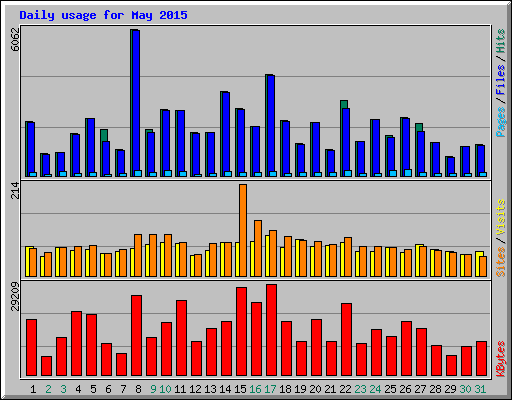 Daily usage for May 2015
6062
Pages / Files / Hits
214
Sites / Visits
29209
KBytes
1 2 3 4 5 6 7 8 9 10 11 12 13 14 15 16 17 18 19 20 21 22 23 24 25 26 27 28 29 30 31